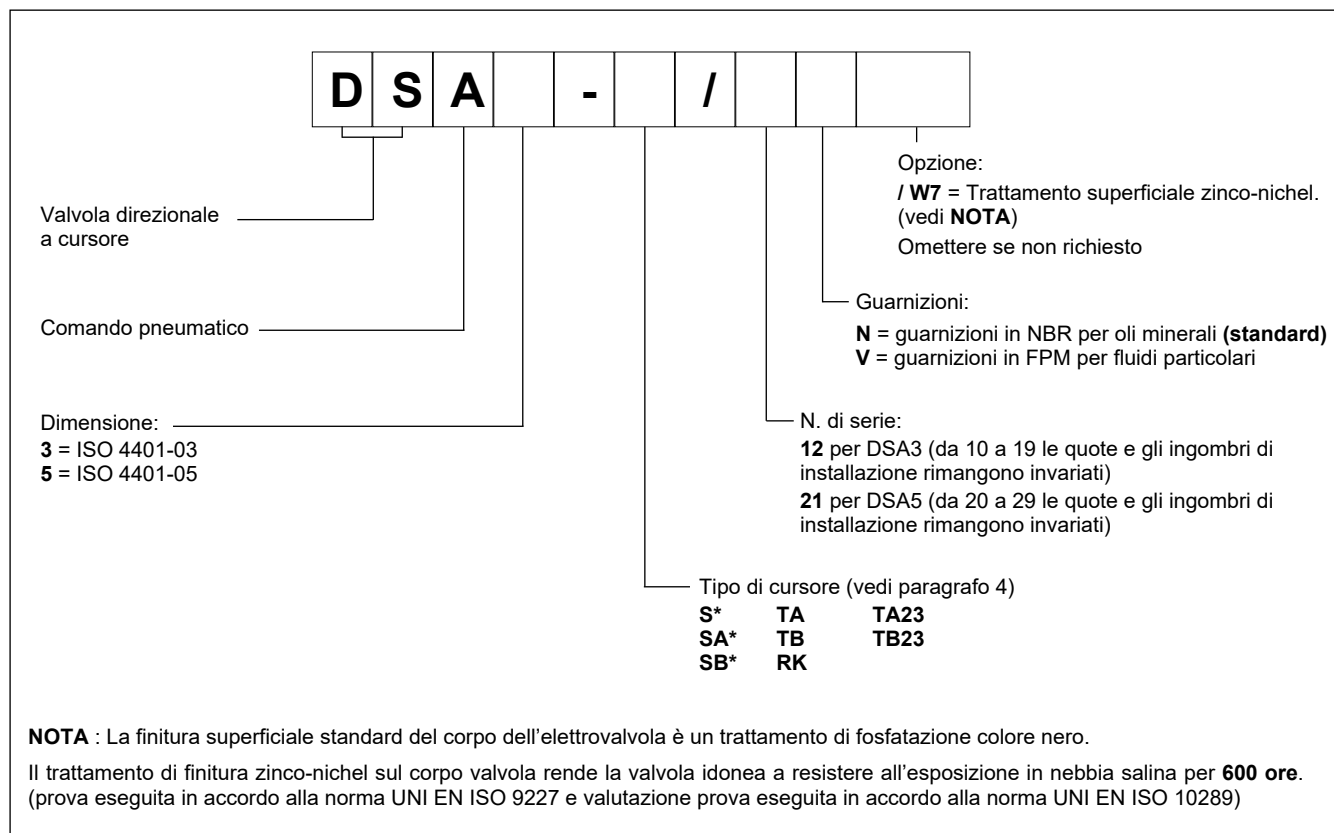 D S A - /
Opzione:
/ W7 = Trattamento superficiale zinco-nichel.
(vedi NOTA)
Omettere se non richiesto
Valvola direzionale
a cursore
Guarnizioni:
N = guarnizioni in NBR per oli minerali (standard)
V = guarnizioni in FPM per fluidi particolari
Comando pneumatico
Dimensione:
3 = ISO 4401-03
5 = ISO 4401-05
N. di serie:
12 per DSA3 (da 10 a 19 le quote e gli ingombri di
installazione rimangono invariati)
21 per DSA5 (da 20 a 29 le quote e gli ingombri di
installazione rimangono invariati)
Tipo di cursore (vedi paragrafo 4)
S* TA TA23
SA* TB TB23
SB* RK
NOTA : La finitura superficiale standard del corpo dell'elettrovalvola è un trattamento di fosfatazione colore nero.
Il trattamento di finitura zinco-nichel sul corpo valvola rende la valvola idonea a resistere all'esposizione in nebbia salina per 600 ore.
(prova eseguita in accordo alla norma UNI EN ISO 9227 e valutazione prova eseguita in accordo alla norma UNI EN ISO 10289)